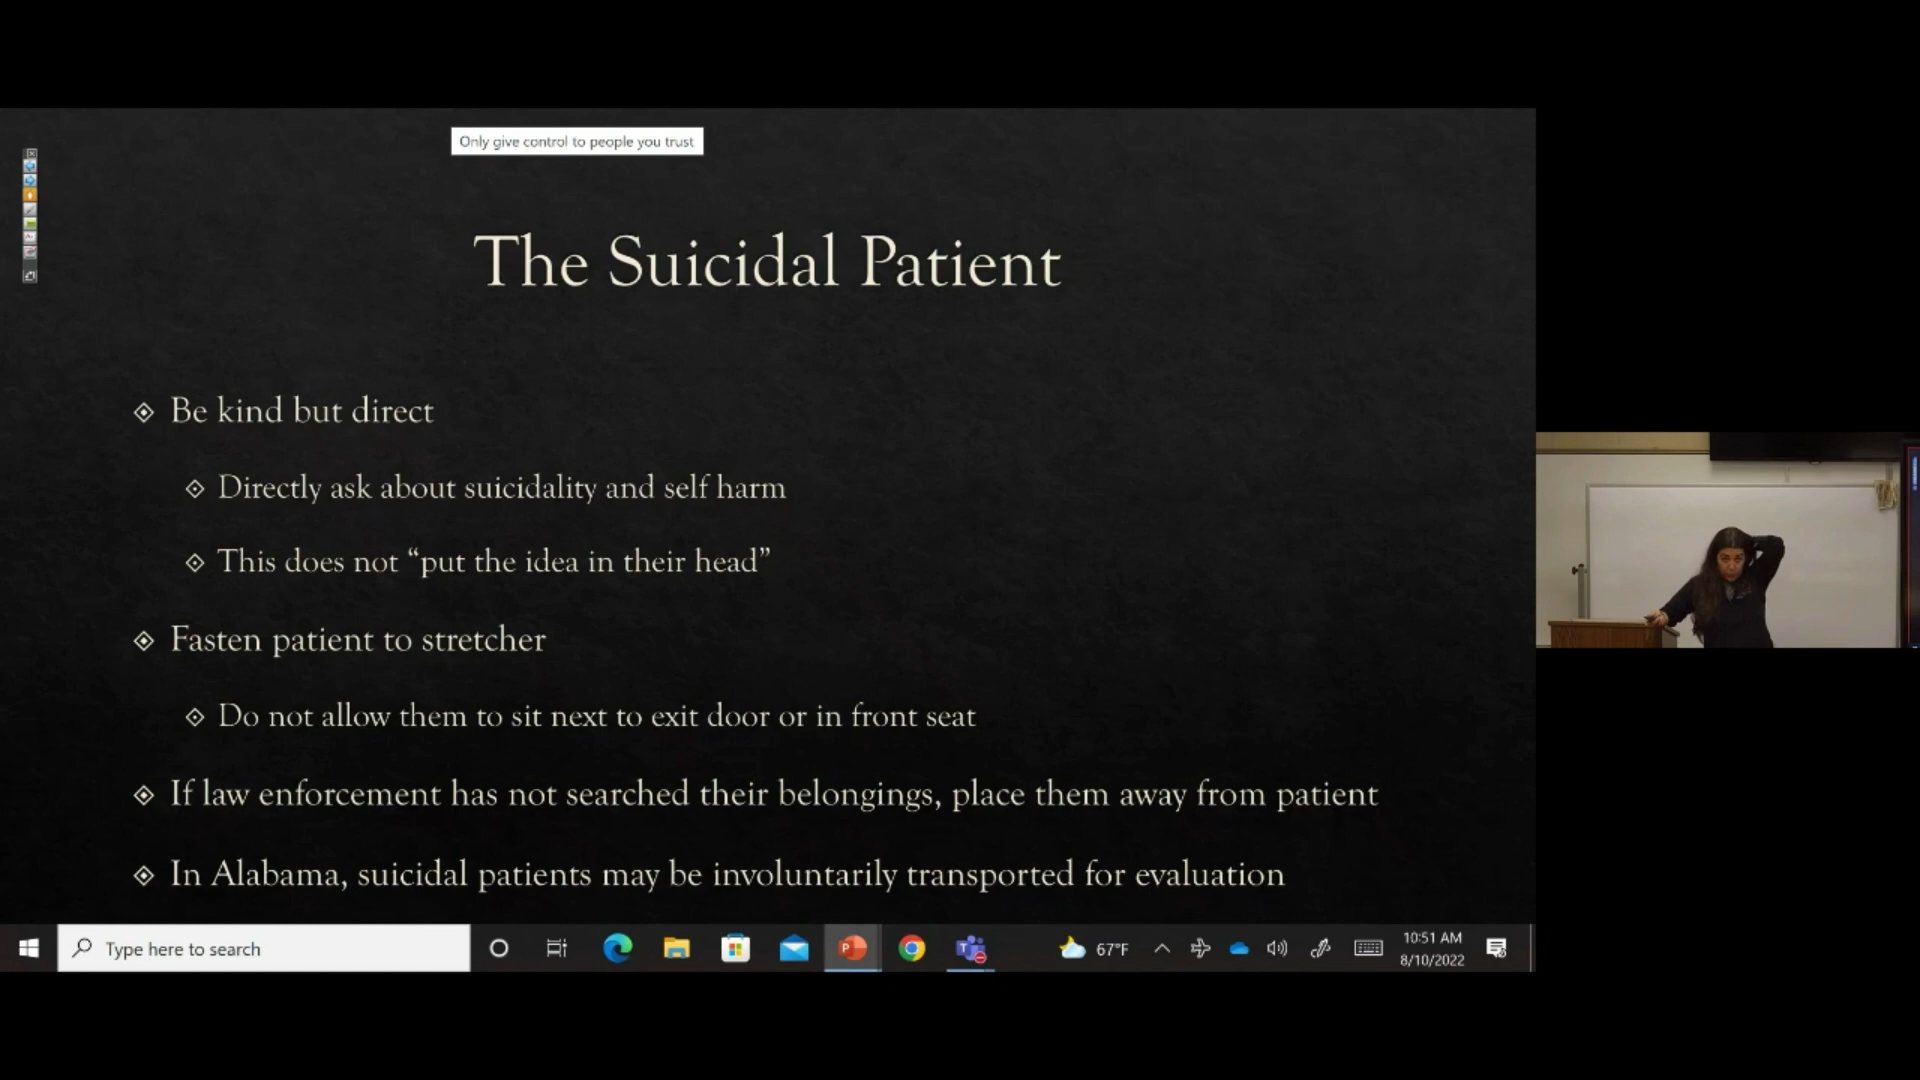 Only give control to people you trust
The Suicidal Patient
Be kind but direct
Directly ask about suicidality and self harm
This does not “put the idea in their head”
Fasten patient to stretcher
Do not allow them to sit next to exit door or in front seat
If law enforcement has not searched their belongings, place them away from patient
In Alabama, suicidal patients may be involuntarily transported for evaluation
Type here to search
67°F
10:51 AM
8/10/2022